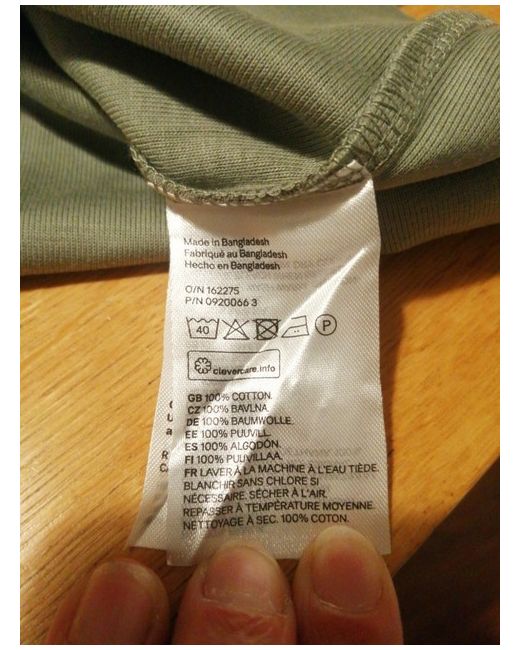 Made in Bangladesh
Fabriqué au Bangladesh
Hecho en Bangladesh
O/N 162275
P/N 0920066 3
40 P
clevercare.info
GB 100% COTTON.
CZ 100% BAVLNA.
DE 100% BAUMWOLLE.
EE 100% PUUVILL.
ES 100% ALGODÓN.
FI 100% PUUVILLAA.
FR LAVER À LA MACHINE À L'EAU TIÈDE.
BLANCHIR SANS CHLORE SI
NÉCESSAIRE. SÉCHER À L'AIR.
REPASSER À TEMPÉRATURE MOYENNE.
NETTOYAGE À SEC. 100% COTON.